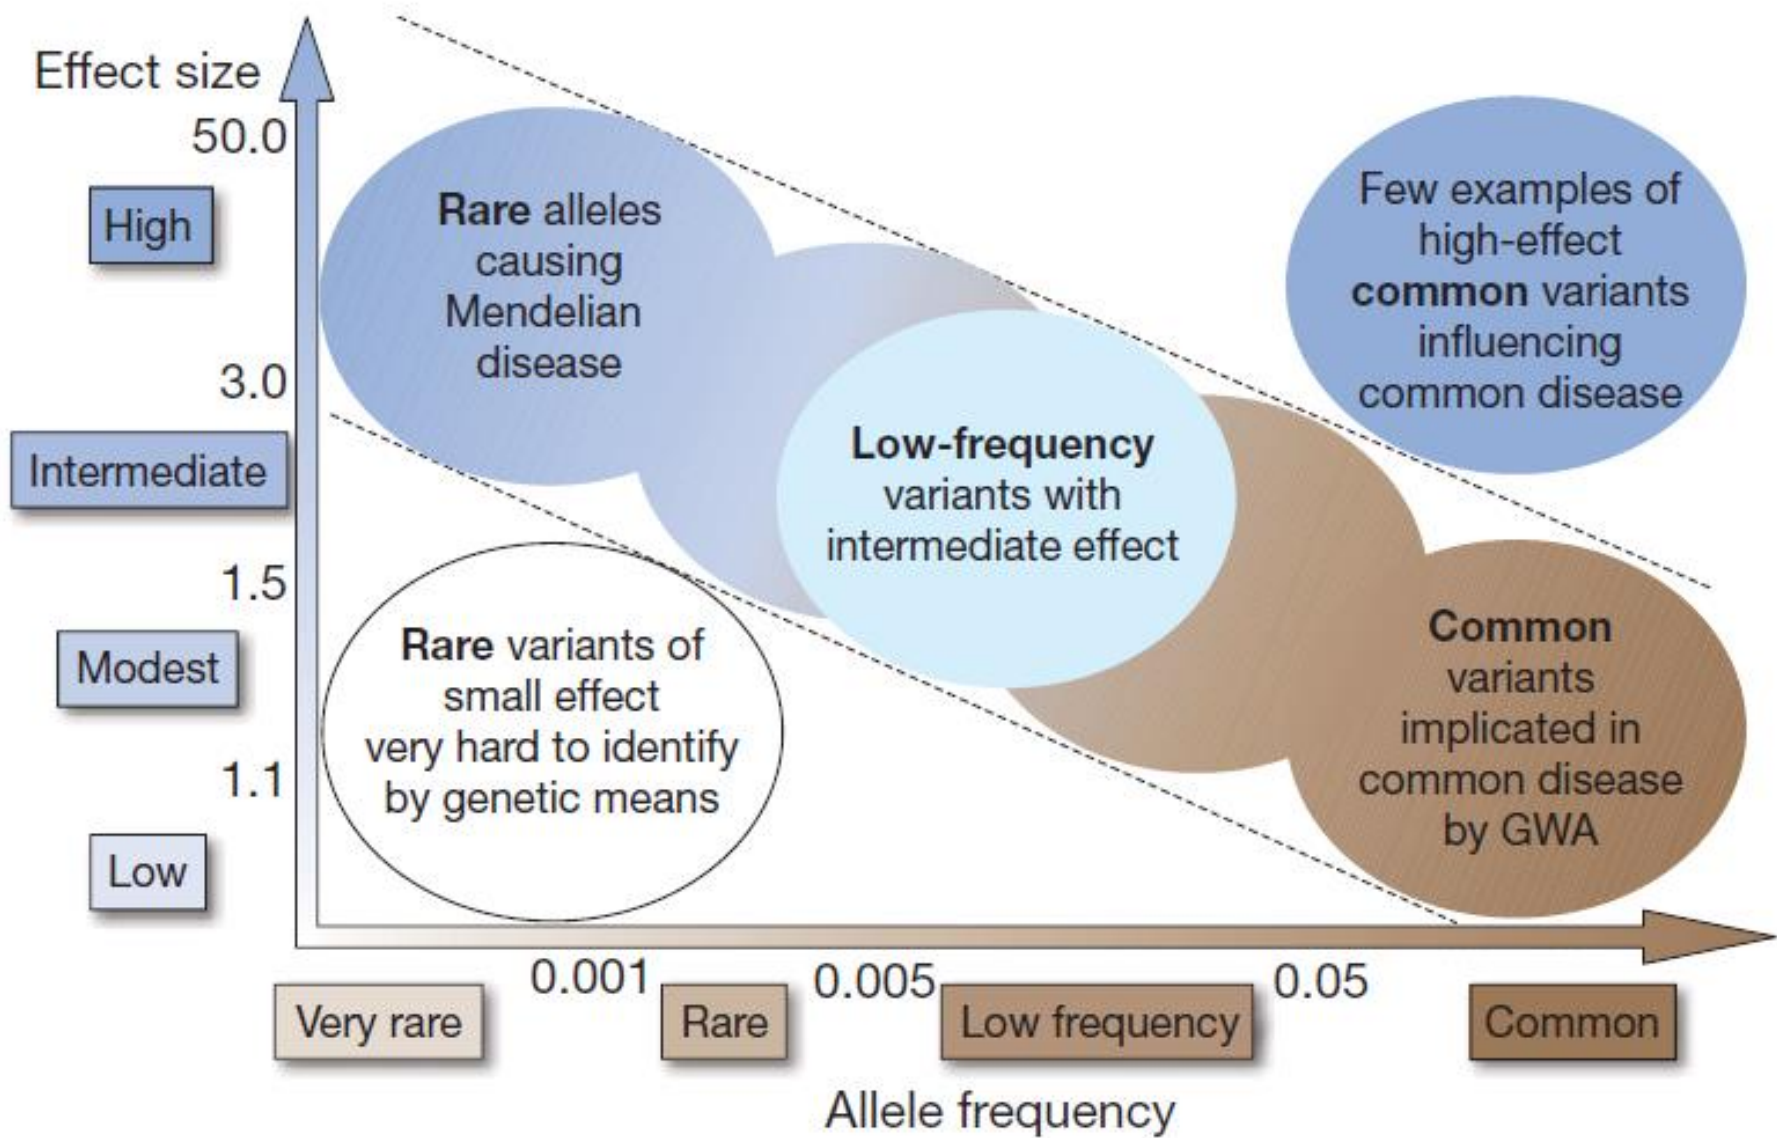 Effect size
50.0
High
3.0
Intermediate
1.5
Modest
1.1
Low
Rare alleles
causing
Mendelian
disease
Few examples of
high-effect
common variants
influencing
common disease
Low-frequency
variants with
intermediate effect
Rare variants of
small effect
very hard to identify
by genetic means
Common
variants
implicated in
common disease
by GWA
0.001
0.005
0.05
Very rare
Rare
Low frequency
Common
Allele frequency